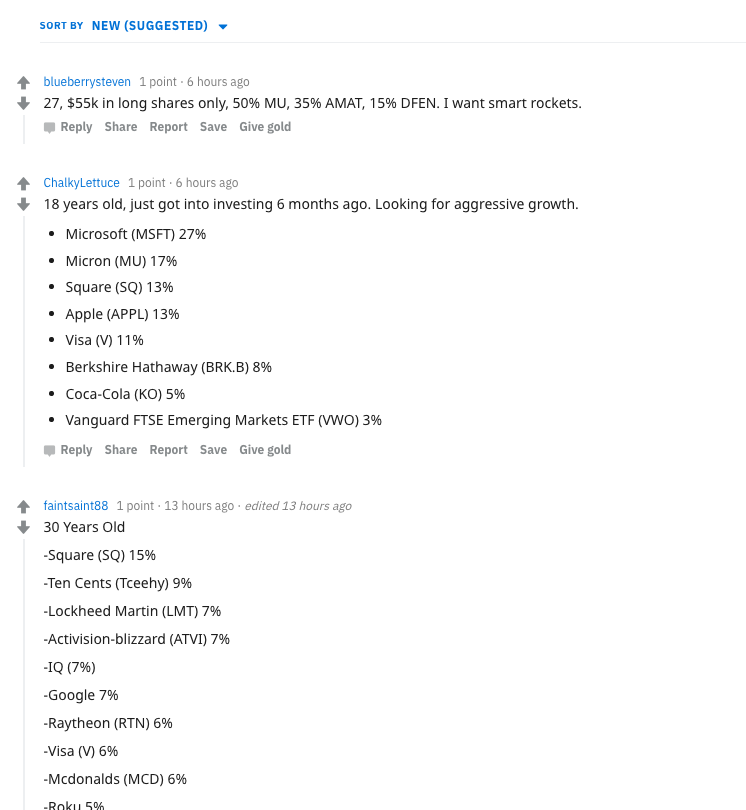 SORT BY NEW (SUGGESTED)
blueberrysteven 1 point · 6 hours ago
27, $55k in long shares only, 50% MU, 35% AMAT, 15% DFEN. I want smart rockets.
Reply Share Report Save Give gold
ChalkyLettuce 1 point · 6 hours ago
18 years old, just got into investing 6 months ago. Looking for aggressive growth.
• Microsoft (MSFT) 27%
• Micron (MU) 17%
• Square (SQ) 13%
• Apple (APPL) 13%
• Visa (V) 11%
• Berkshire Hathaway (BRK.B) 8%
• Coca-Cola (KO) 5%
• Vanguard FTSE Emerging Markets ETF (VWO) 3%
Reply Share Report Save Give gold
faintsaint88 1 point · 13 hours ago · edited 13 hours ago
30 Years Old
-Square (SQ) 15%
-Ten Cents (Tceehy) 9%
-Lockheed Martin (LMT) 7%
-Activision-blizzard (ATVI) 7%
-IQ (7%)
-Google 7%
-Raytheon (RTN) 6%
-Visa (V) 6%
-Mcdonalds (MCD) 6%
-Roku 5%